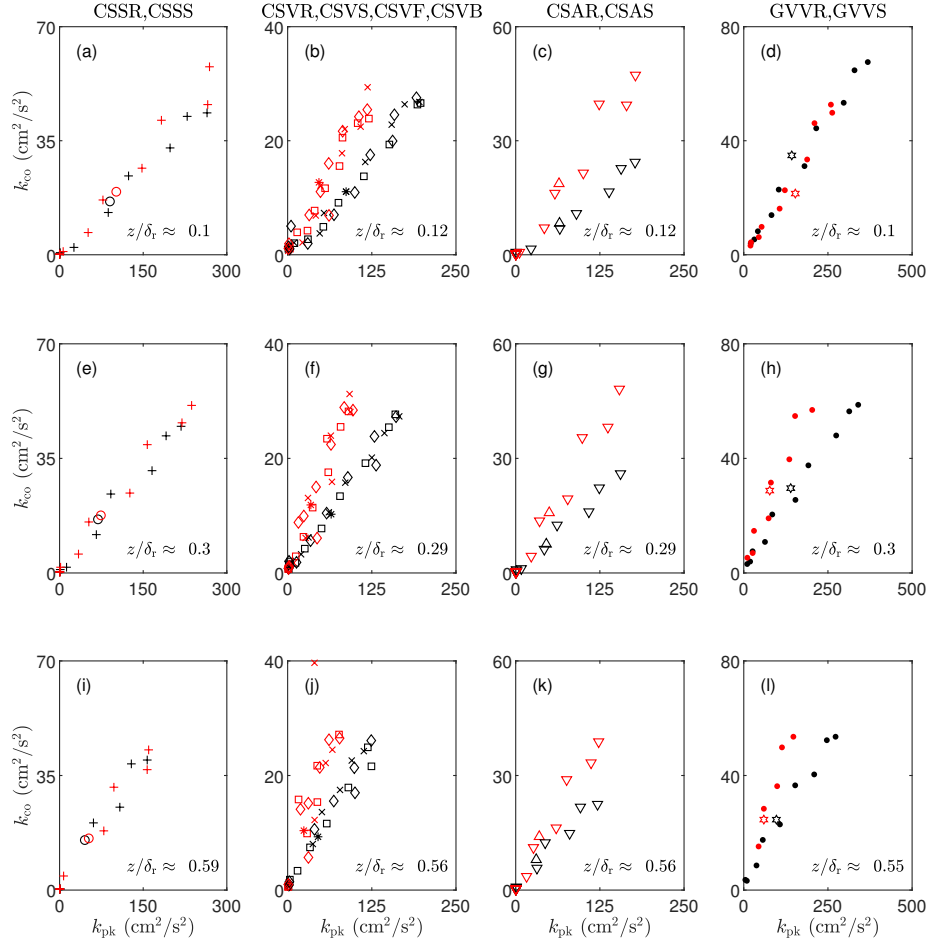 CSSR,CSSS
CSVR,CSVS,CSVF,CSVB
CSAR,CSAS
GVVR,GVVS
60
35
0
0 150 300
k_co (cm²/s²)
(a)
z/δ_r ≈ 0.1
40
20
0
0 125 250
(b)
z/δ_r ≈ 0.12
60
30
0
0 125 250
(c)
z/δ_r ≈ 0.12
80
40
0
0 250 500
(d)
z/δ_r ≈ 0.1
70
35
0
0 150 300
k_co (cm²/s²)
(e)
z/δ_r ≈ 0.3
40
20
0
0 125 250
(f)
z/δ_r ≈ 0.29
60
30
0
0 125 250
(g)
z/δ_r ≈ 0.29
80
40
0
0 250 500
(h)
z/δ_r ≈ 0.3
70
35
0
0 150 300
k_co (cm²/s²)
k_pk (cm²/s²)
(i)
z/δ_r ≈ 0.59
40
20
0
0 125 250
k_pk (cm²/s²)
(j)
z/δ_r ≈ 0.56
60
30
0
0 125 250
k_pk (cm²/s²)
(k)
z/δ_r ≈ 0.56
80
40
0
0 250 500
k_pk (cm²/s²)
(l)
z/δ_r ≈ 0.55